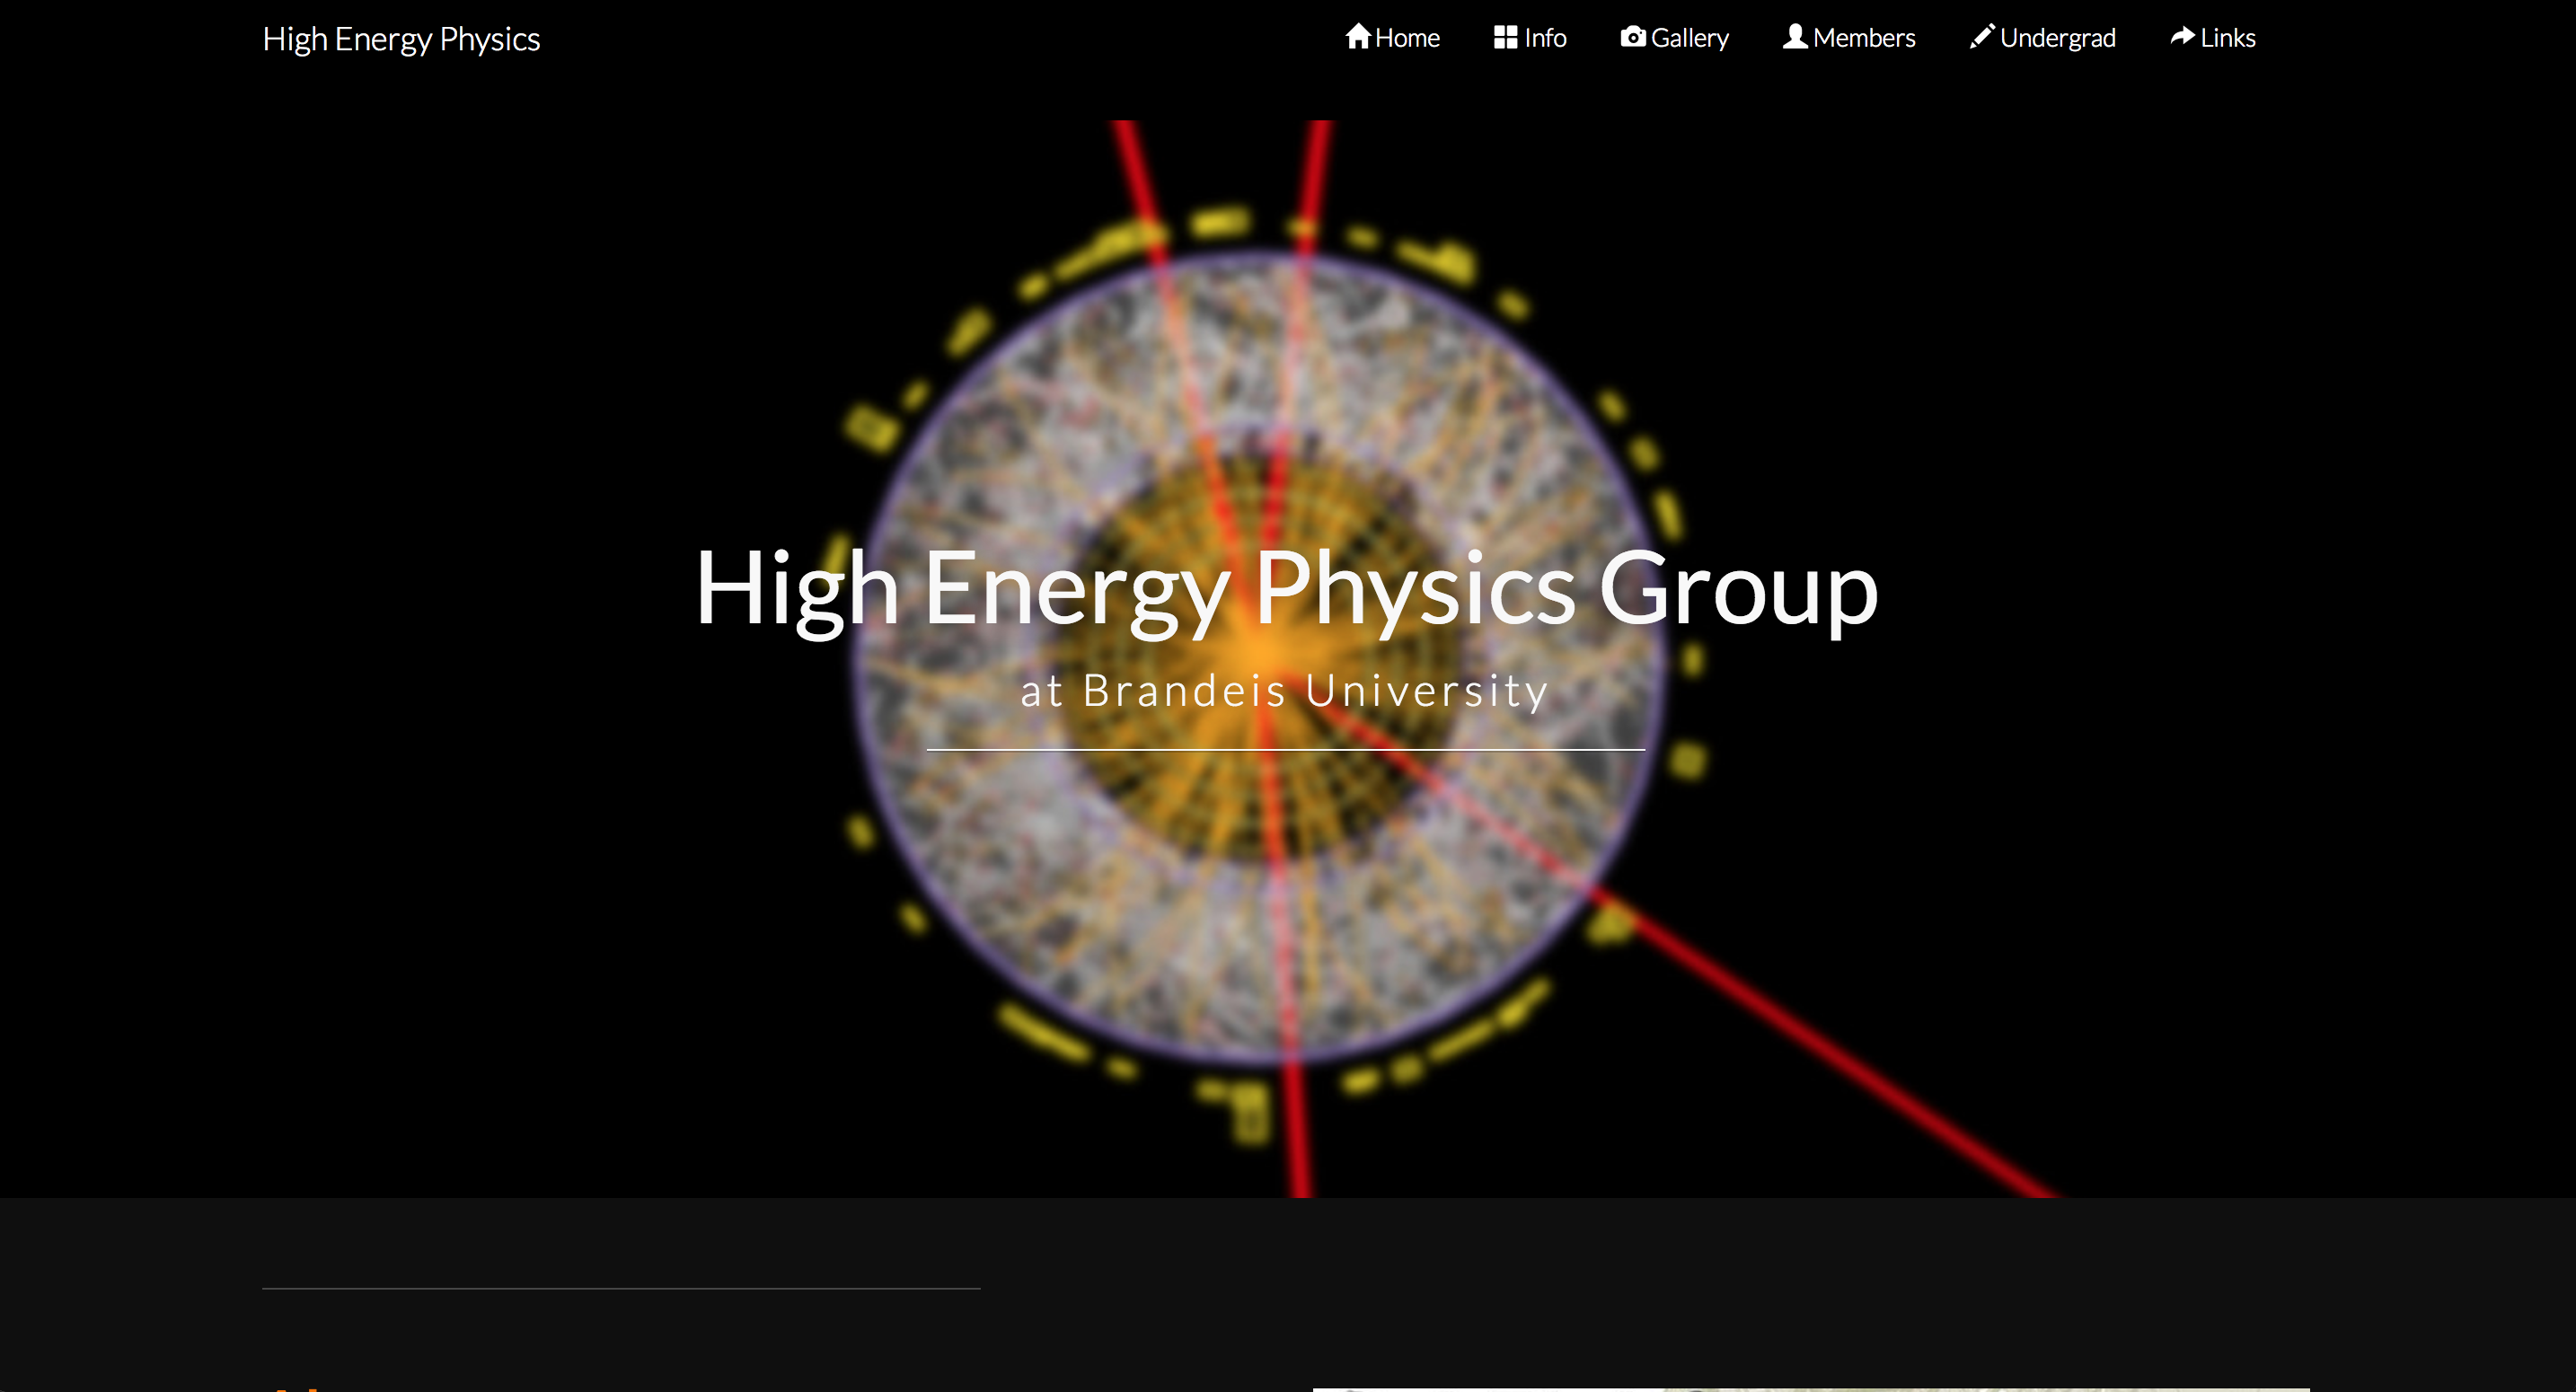 High Energy Physics
Home Info Gallery Members Undergrad Links
High Energy Physics Group
at Brandeis University